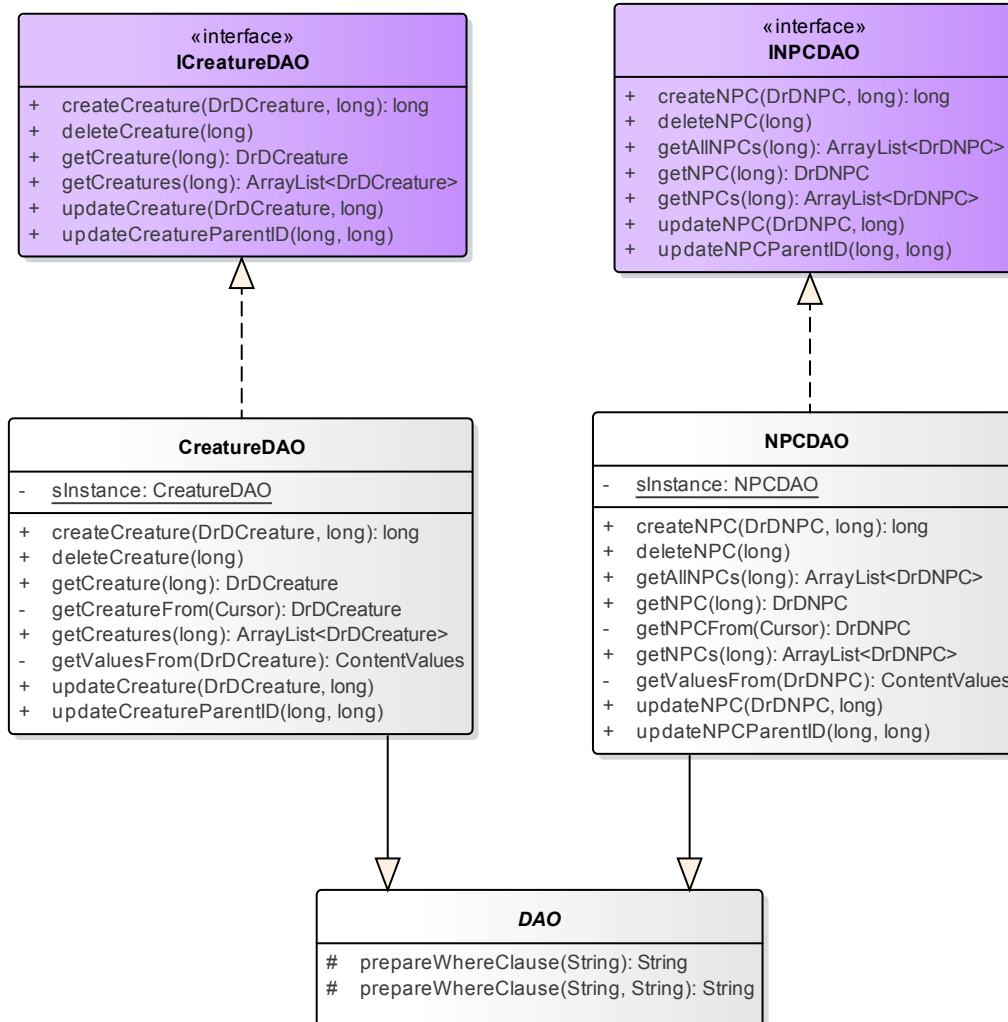 «interface»
ICreatureDAO
+ createCreature(DrDCreature, long): long
+ deleteCreature(long)
+ getCreature(long): DrDCreature
+ getCreatures(long): ArrayList<DrDCreature>
+ updateCreature(DrDCreature, long)
+ updateCreatureParentID(long, long)
«interface»
INPCDAO
+ createNPC(DrDNPC, long): long
+ deleteNPC(long)
+ getAllNPCs(long): ArrayList<DrDNPC>
+ getNPC(long): DrDNPC
+ getNPCs(long): ArrayList<DrDNPC>
+ updateNPC(DrDNPC, long)
+ updateNPCParentID(long, long)
CreatureDAO
- sInstance: CreatureDAO
+ createCreature(DrDCreature, long): long
+ deleteCreature(long)
+ getCreature(long): DrDCreature
- getCreatureFrom(Cursor): DrDCreature
+ getCreatures(long): ArrayList<DrDCreature>
- getValuesFrom(DrDCreature): ContentValues
+ updateCreature(DrDCreature, long)
+ updateCreatureParentID(long, long)
NPCDAO
- sInstance: NPCDAO
+ createNPC(DrDNPC, long): long
+ deleteNPC(long)
+ getAllNPCs(long): ArrayList<DrDNPC>
+ getNPC(long): DrDNPC
- getNPCFrom(Cursor): DrDNPC
+ getNPCs(long): ArrayList<DrDNPC>
- getValuesFrom(DrDNPC): ContentValues
+ updateNPC(DrDNPC, long)
+ updateNPCParentID(long, long)
DAO
# prepareWhereClause(String): String
# prepareWhereClause(String, String): String